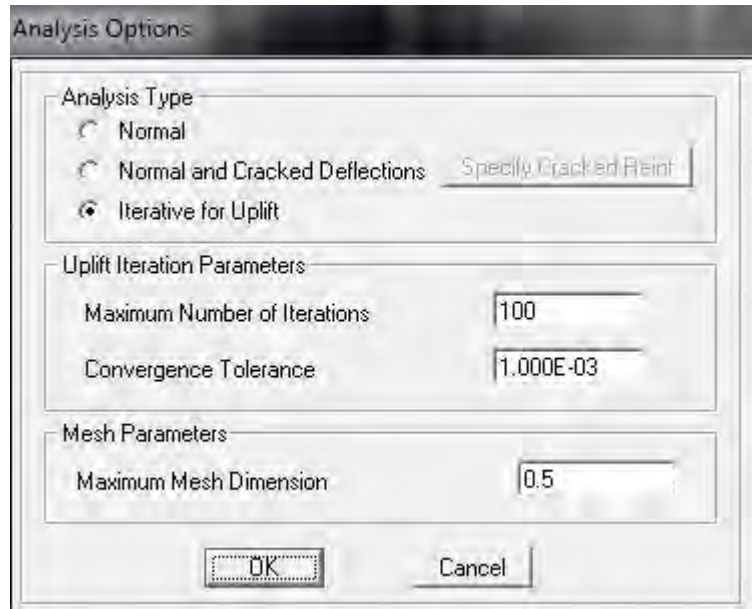 Analysis Options
Analysis Type
Normal
Normal and Cracked Deflections
Specify Cracked Reinf
Iterative for Uplift
Uplift Iteration Parameters
Maximum Number of Iterations
100
Convergence Tolerance
1.000E-03
Mesh Parameters
Maximum Mesh Dimension
0.5
OK
Cancel